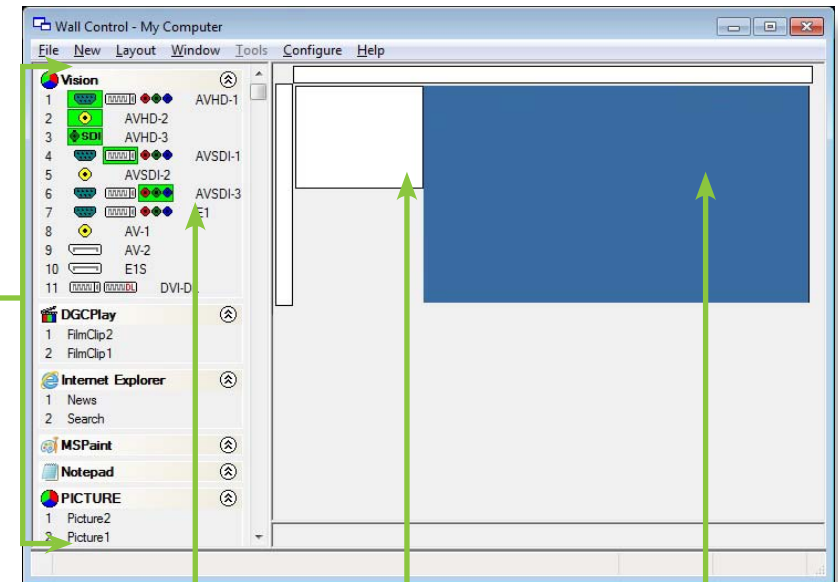 Wall Control - My Computer
File New Layout Window Tools Configure Help
Vision
1 AVHD-1
2 AVHD-2
3 SDI AVHD-3
4 AVSDI-1
5 AVSDI-2
6 AVSDI-3
7 E1
8 AV-1
9 AV-2
10 E1S
11 DL DVI-D
DGCPlay
1 FilmClip2
2 FilmClip1
Internet Explorer
1 News
2 Search
MSPaint
Notepad
PICTURE
1 Picture2
2 Picture1